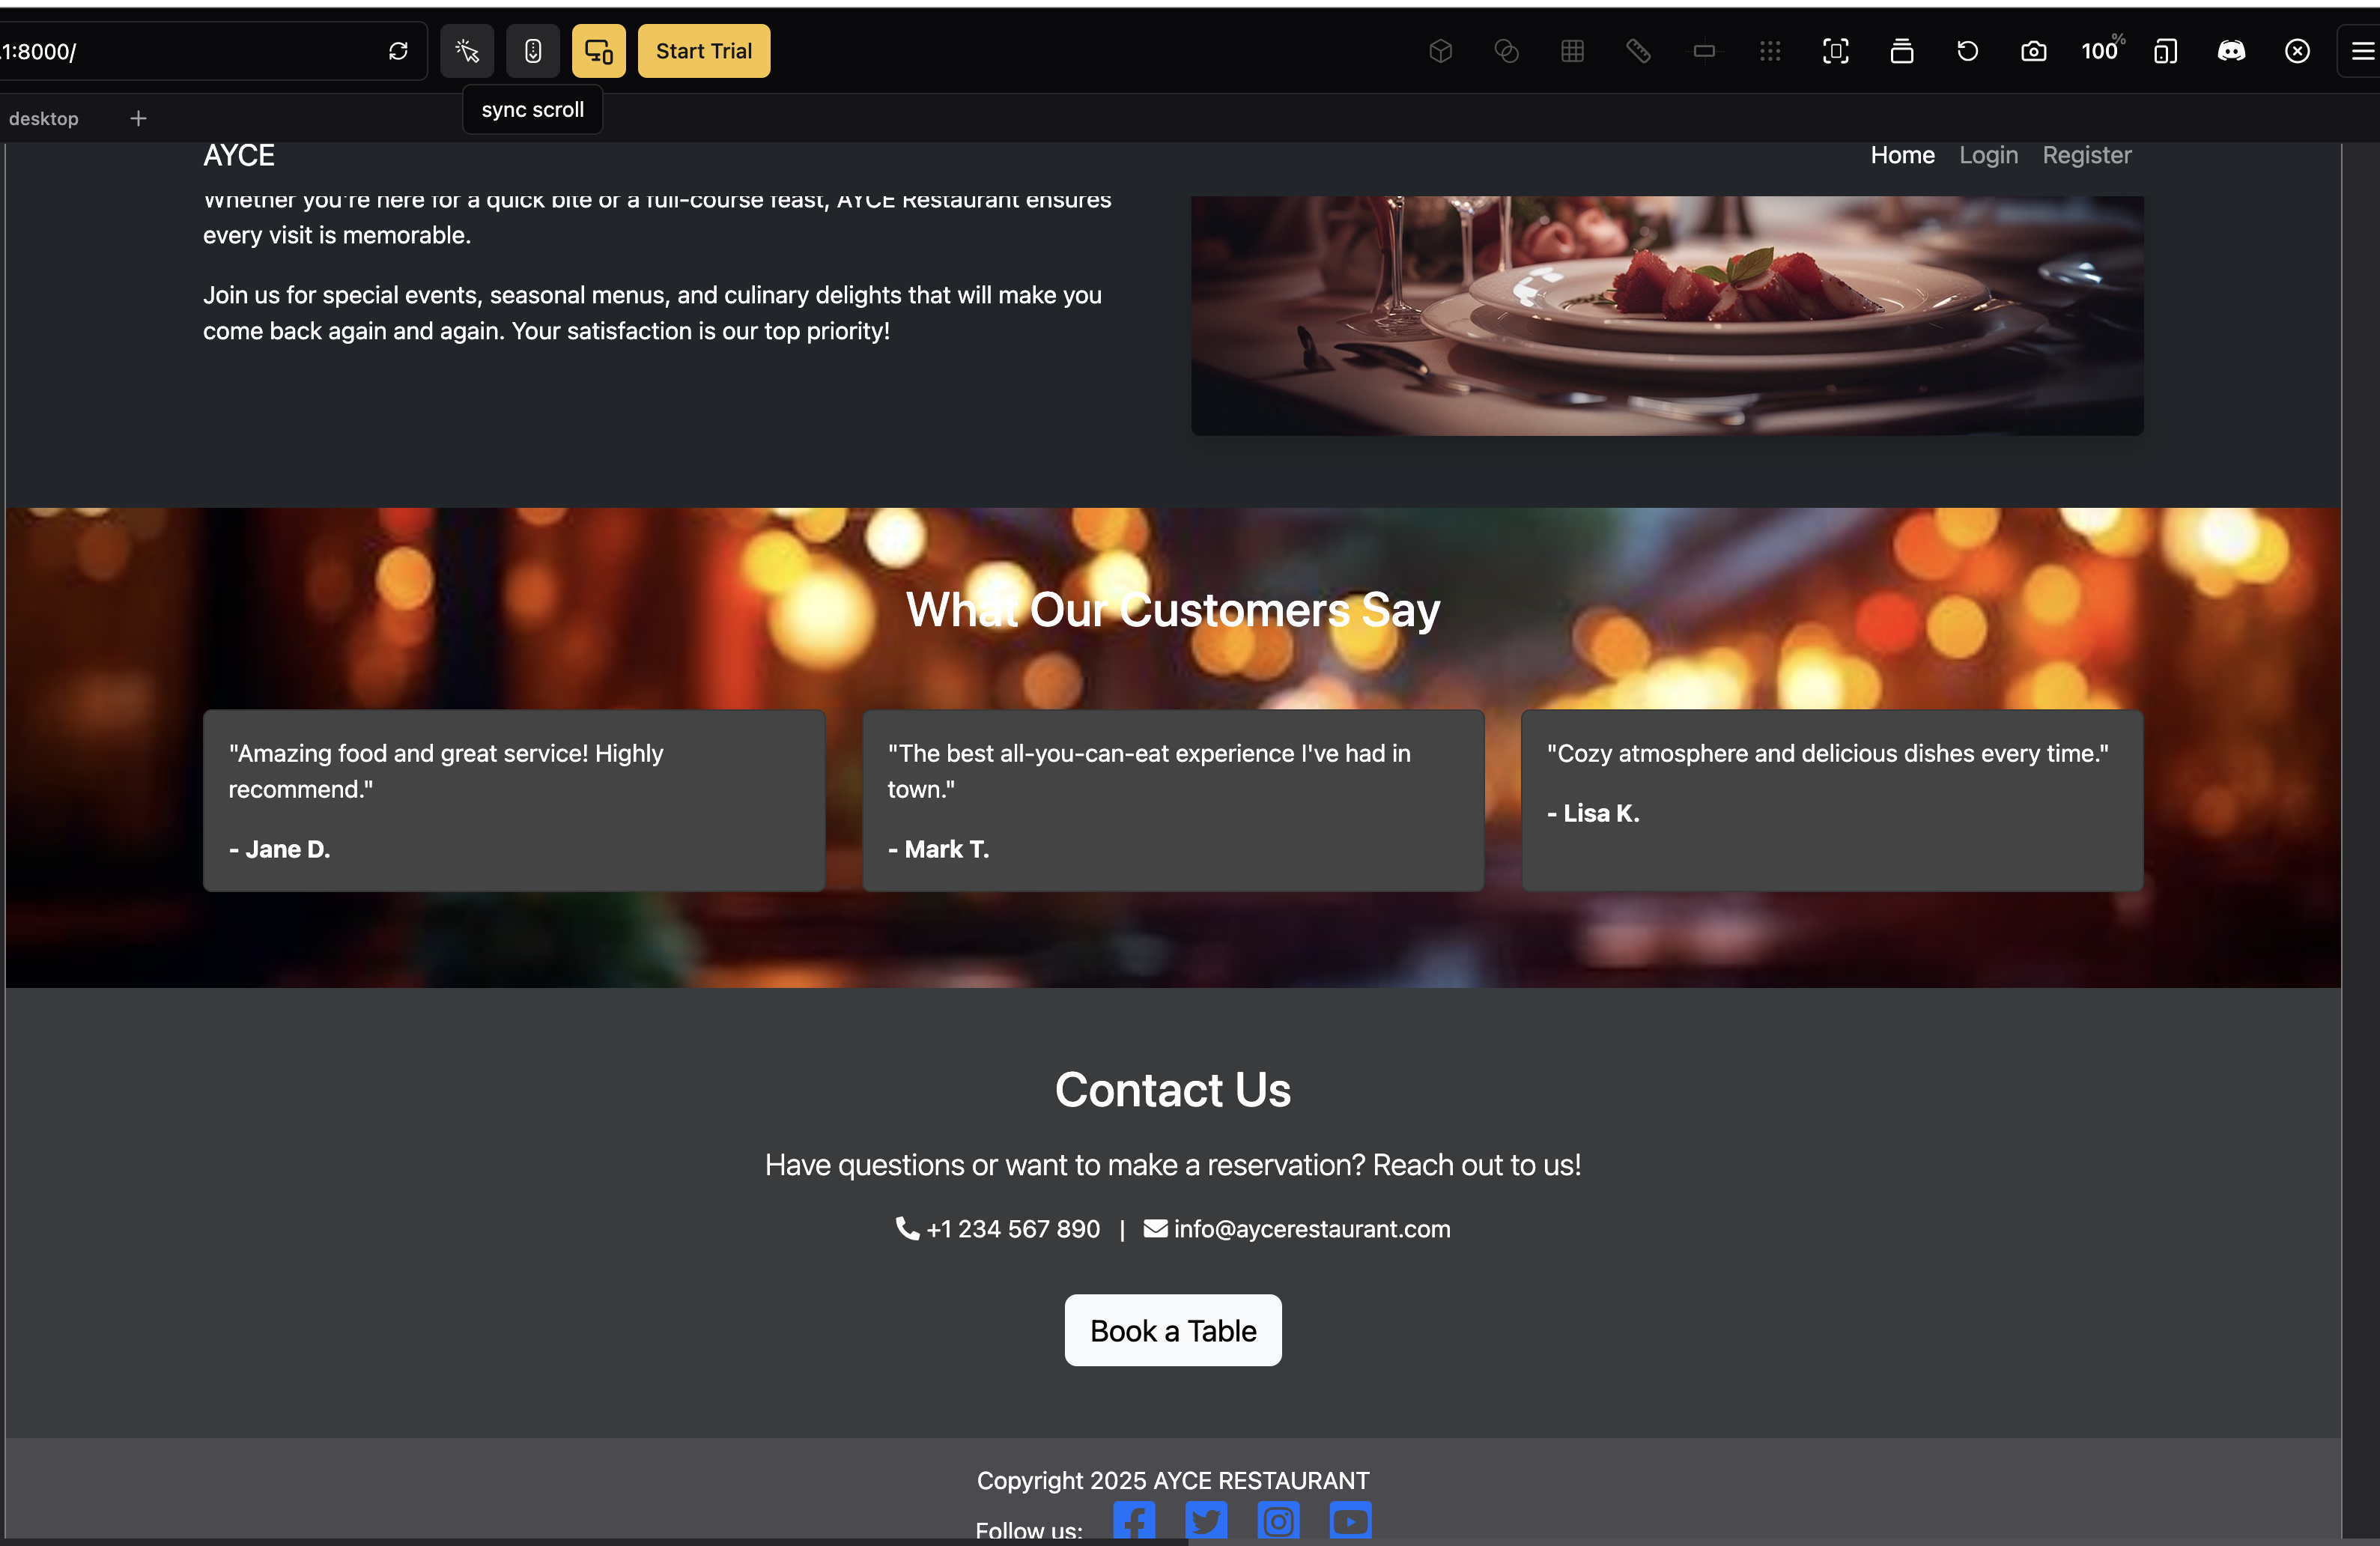 .1:8000/
Start Trial
100%
sync scroll
desktop
AYCE
Home Login Register
Whether you're here for a quick bite or a full-course feast, AYCE Restaurant ensures
every visit is memorable.
Join us for special events, seasonal menus, and culinary delights that will make you
come back again and again. Your satisfaction is our top priority!
What Our Customers Say
"Amazing food and great service! Highly
recommend."
- Jane D.
"The best all-you-can-eat experience I've had in
town."
- Mark T.
"Cozy atmosphere and delicious dishes every time."
- Lisa K.
Contact Us
Have questions or want to make a reservation? Reach out to us!
+1 234 567 890 | info@aycerestaurant.com
Book a Table
Copyright 2025 AYCE RESTAURANT
Follow us: